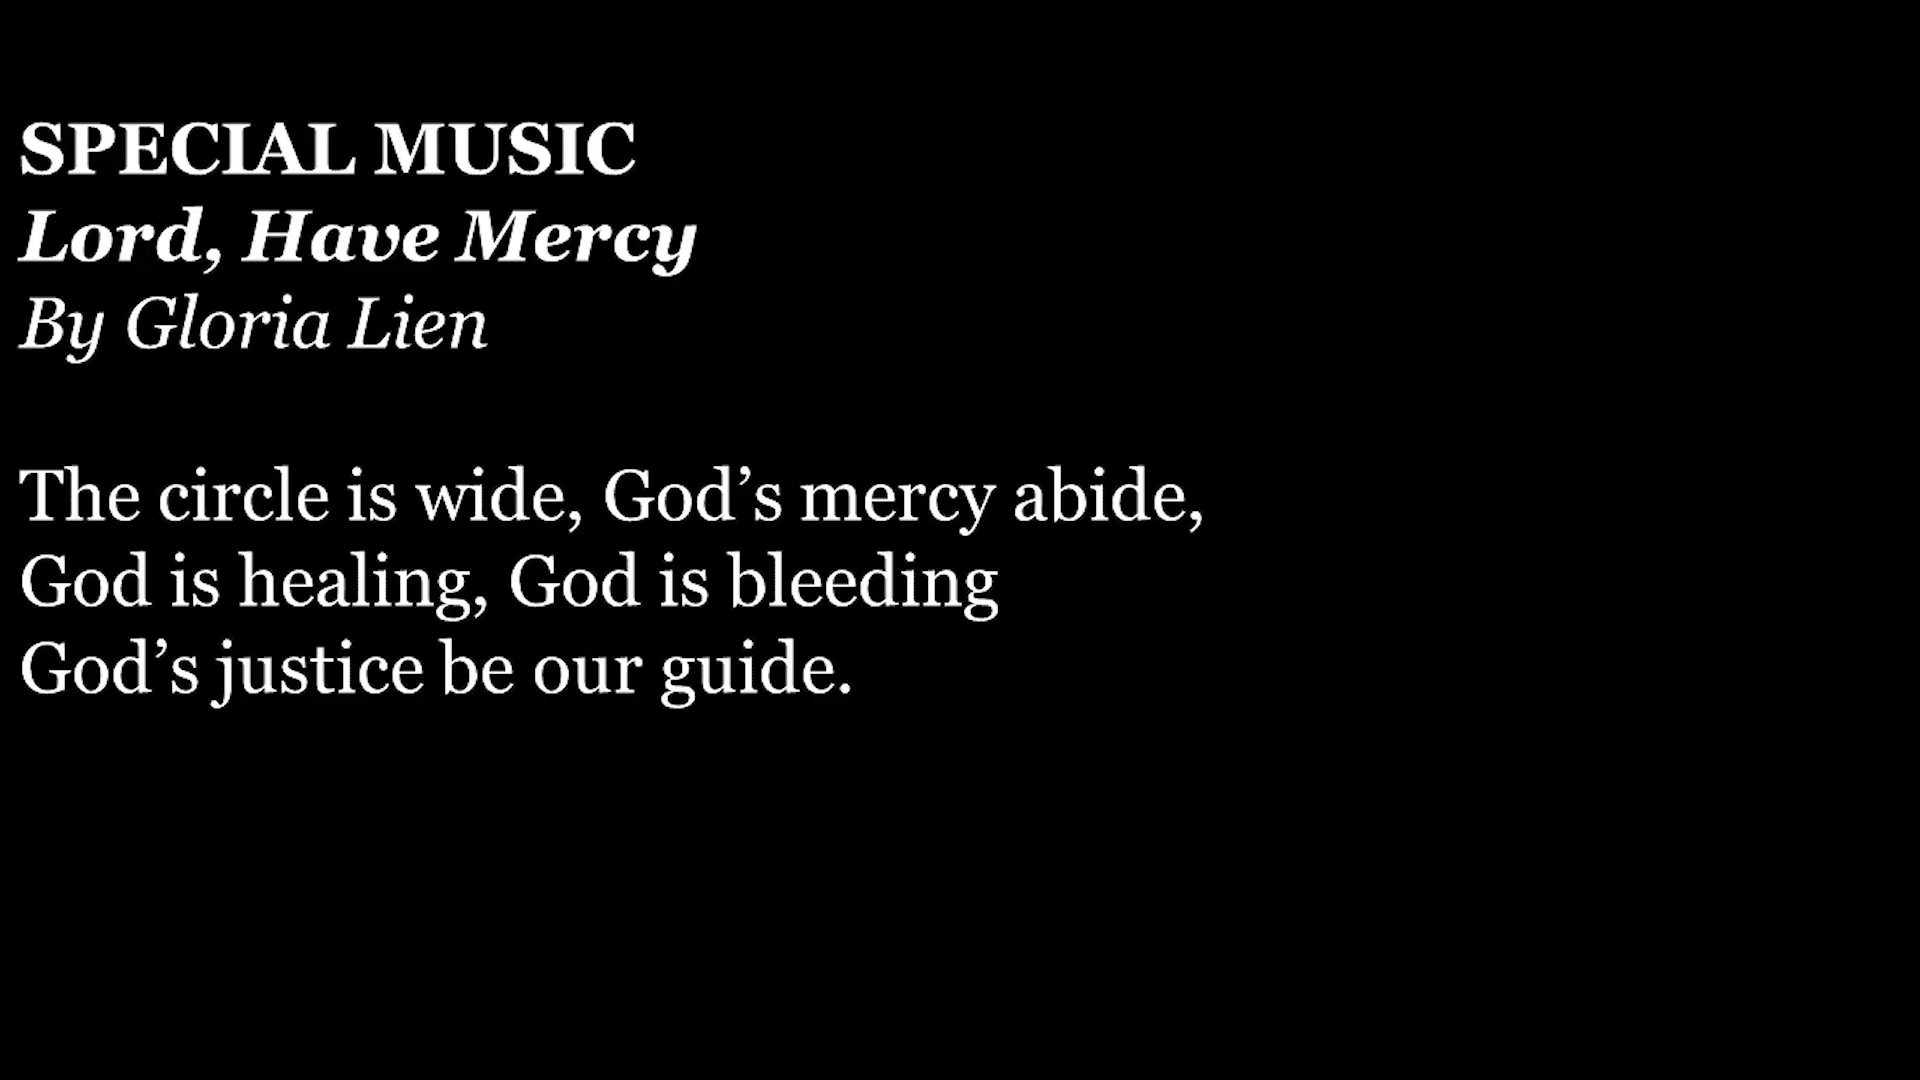 SPECIAL MUSIC
Lord, Have Mercy
By Gloria Lien
The circle is wide, God’s mercy abide,
God is healing, God is bleeding
God’s justice be our guide.